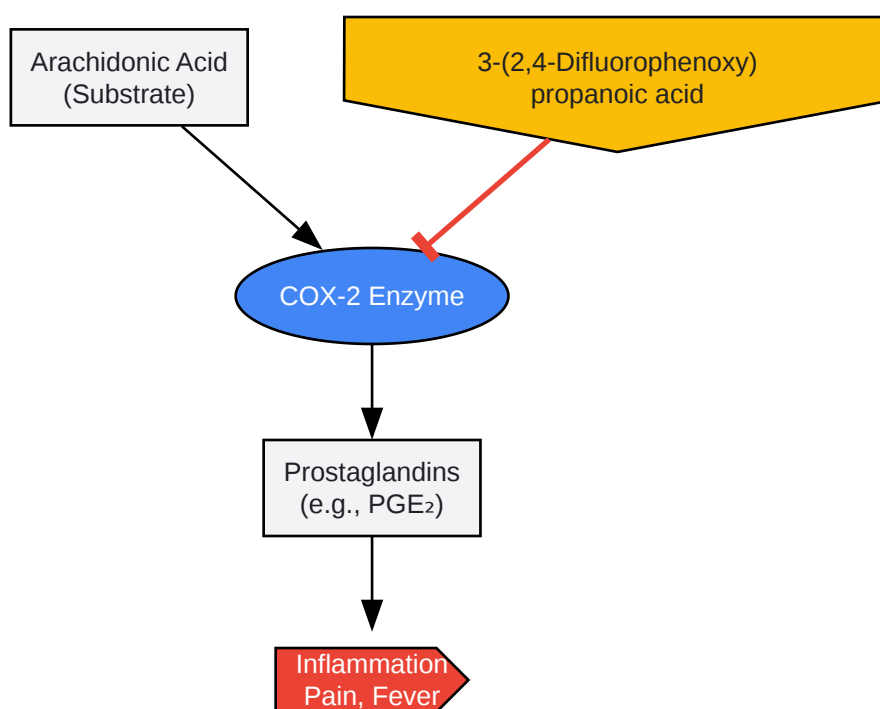 Arachidonic Acid
(Substrate)
3-(2,4-Difluorophenoxy)
propanoic acid
COX-2 Enzyme
Prostaglandins
(e.g., PGE₂)
Inflammation
Pain, Fever